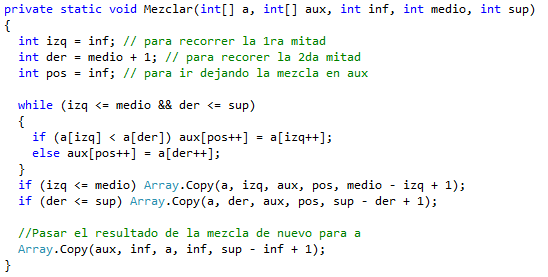 private static void Mezclar(int[] a, int[] aux, int inf, int medio, int sup)
{
int izq = inf; // para recorrer la 1ra mitad
int der = medio + 1; // para recorer la 2da mitad
int pos = inf; // para ir dejando la mezcla en aux
while (izq <= medio && der <= sup)
{
if (a[izq] < a[der]) aux[pos++] = a[izq++];
else aux[pos++] = a[der++];
}
if (izq <= medio) Array.Copy(a, izq, aux, pos, medio - izq + 1);
if (der <= sup) Array.Copy(a, der, aux, pos, sup - der + 1);
//Pasar el resultado de la mezcla de nuevo para a
Array.Copy(aux, inf, a, inf, sup - inf + 1);
}